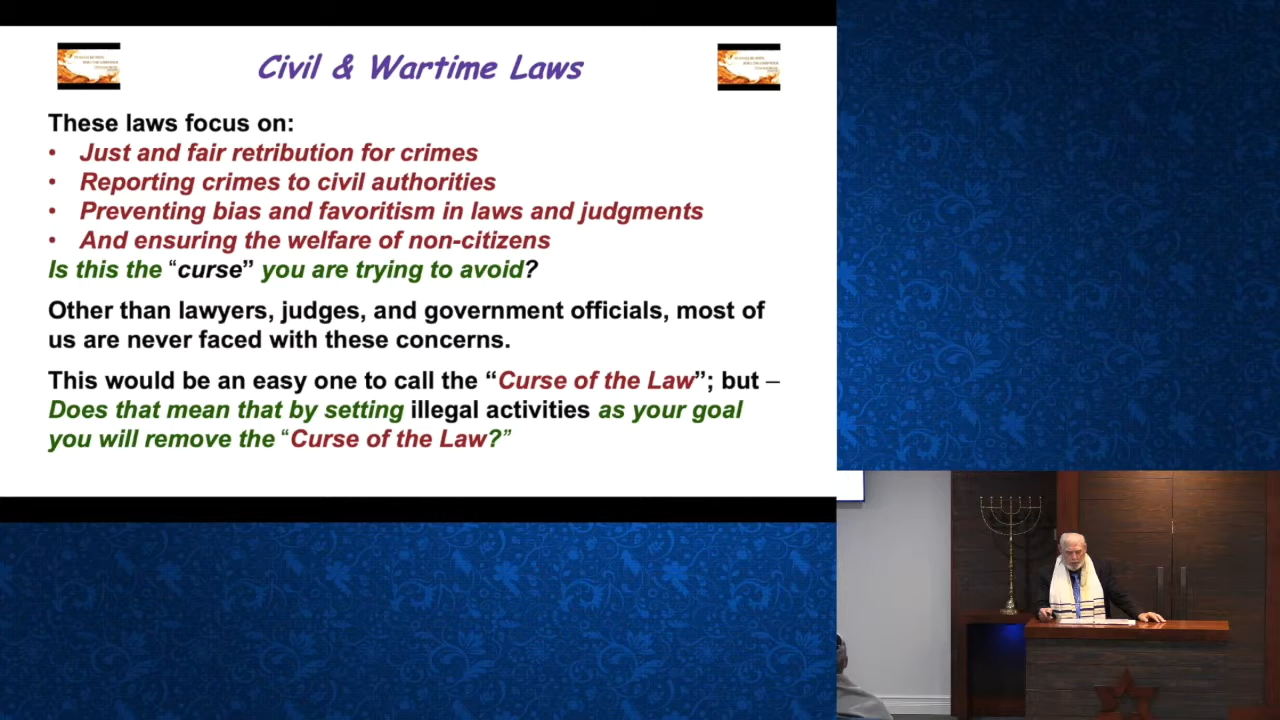 Civil & Wartime Laws
These laws focus on:
• Just and fair retribution for crimes
• Reporting crimes to civil authorities
• Preventing bias and favoritism in laws and judgments
• And ensuring the welfare of non-citizens
Is this the “curse” you are trying to avoid?
Other than lawyers, judges, and government officials, most of
us are never faced with these concerns.
This would be an easy one to call the “Curse of the Law”; but –
Does that mean that by setting illegal activities as your goal
you will remove the “Curse of the Law?”